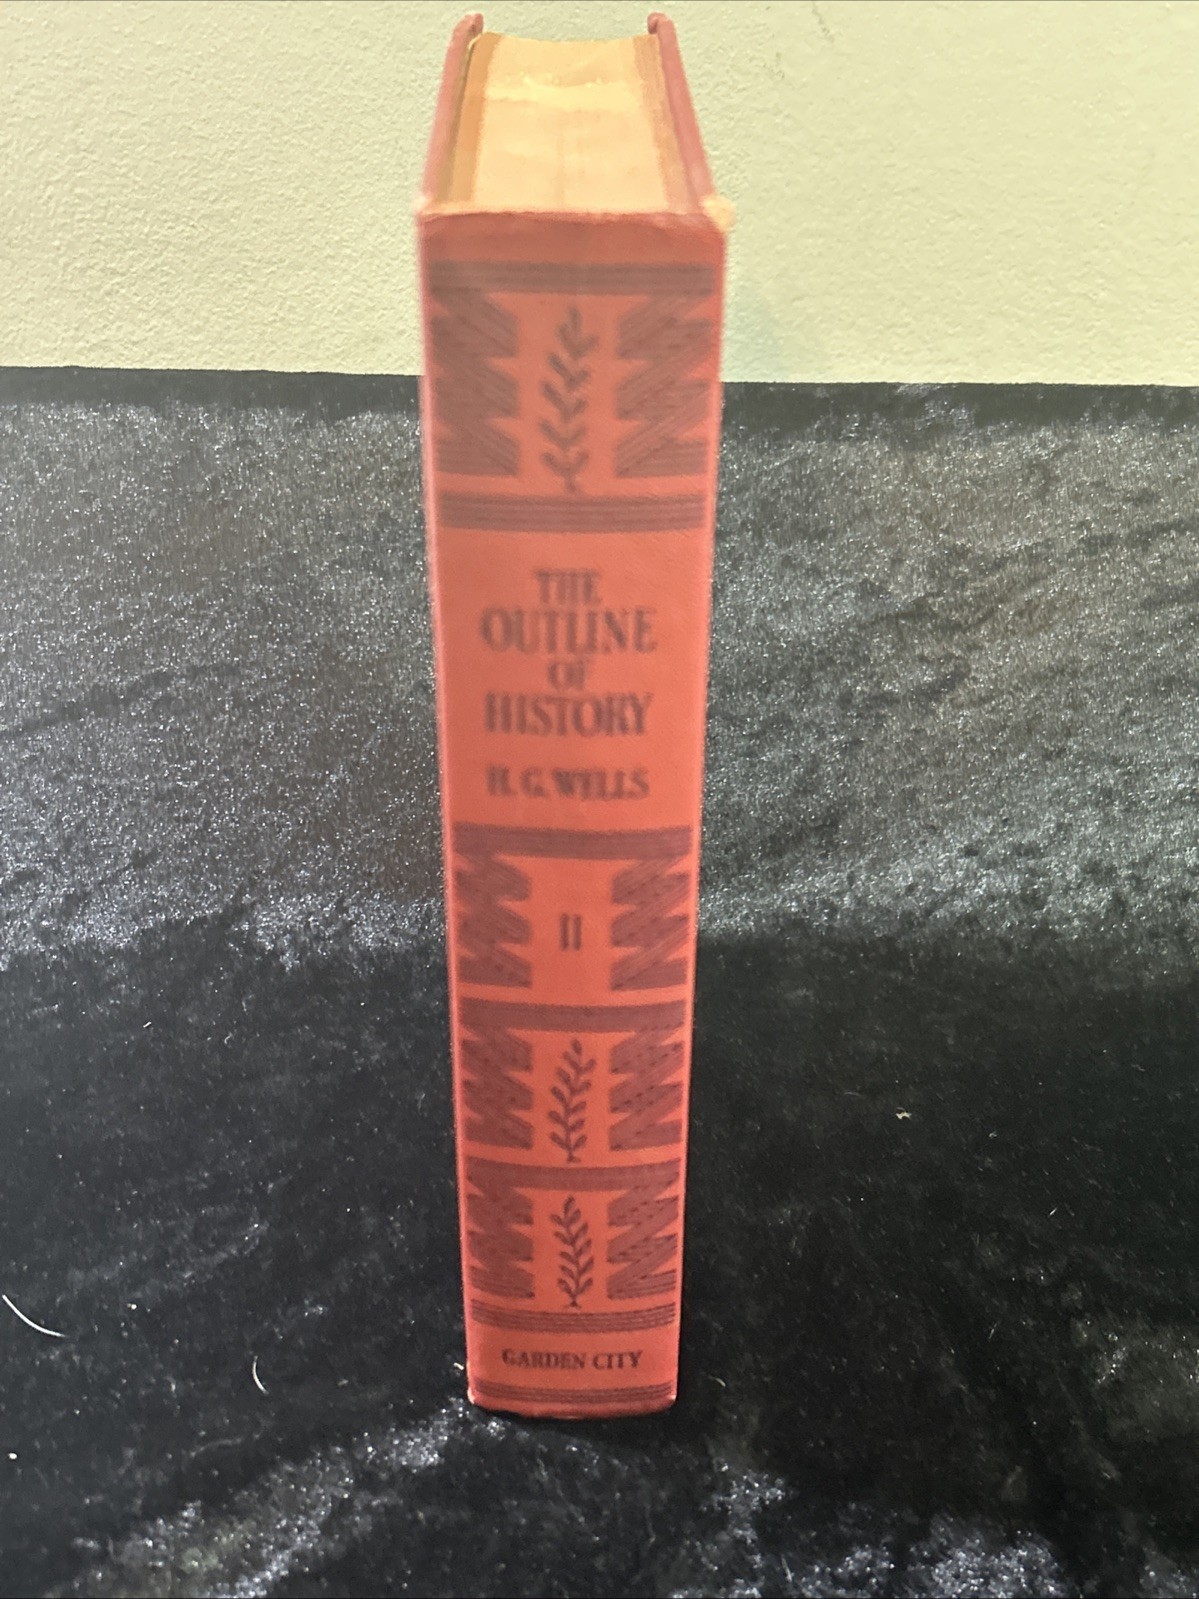 THE
OUTLINE
OF
HISTORY
H. G. WELLS
II
GARDEN CITY